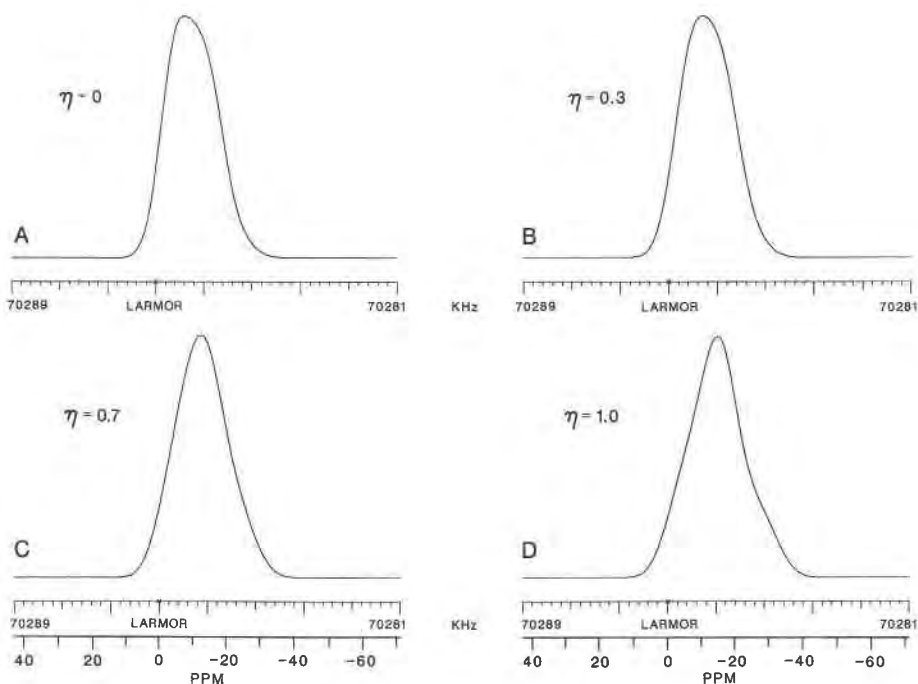 η = 0
η = 0.3
A
B
70289 LARMOR 70281 KHz 70289 LARMOR 70281
η = 0.7
η = 1.0
C
D
70289 LARMOR 70281 KHz 70289 LARMOR 70281
40 20 0 -20 -40 -60 40 20 0 -20 -40 -60
PPM PPM